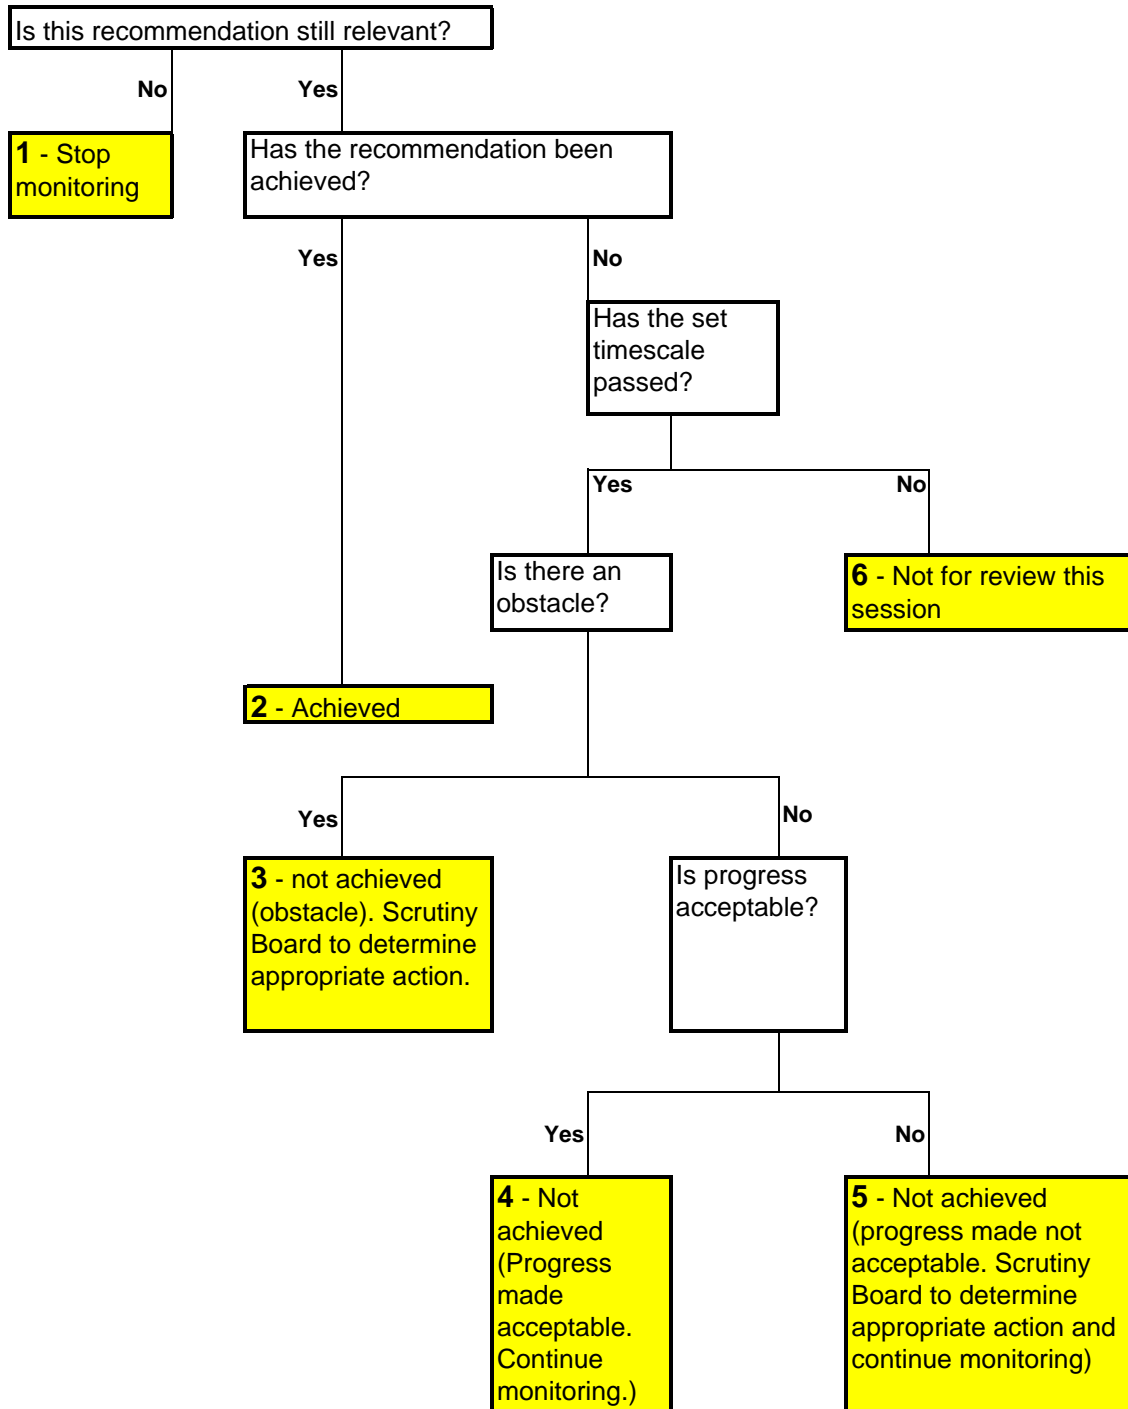 Is this recommendation still relevant?
No
Yes
1 - Stop
monitoring
Has the recommendation been
achieved?
Yes
No
Has the set
timescale
passed?
Yes
No
Is there an
obstacle?
6 - Not for review this
session
2 - Achieved
Yes
No
3 - not achieved
(obstacle). Scrutiny
Board to determine
appropriate action.
Is progress
acceptable?
Yes
No
4 - Not
achieved
(Progress
made
acceptable.
Continue
monitoring.)
5 - Not achieved
(progress made not
acceptable. Scrutiny
Board to determine
appropriate action and
continue monitoring)